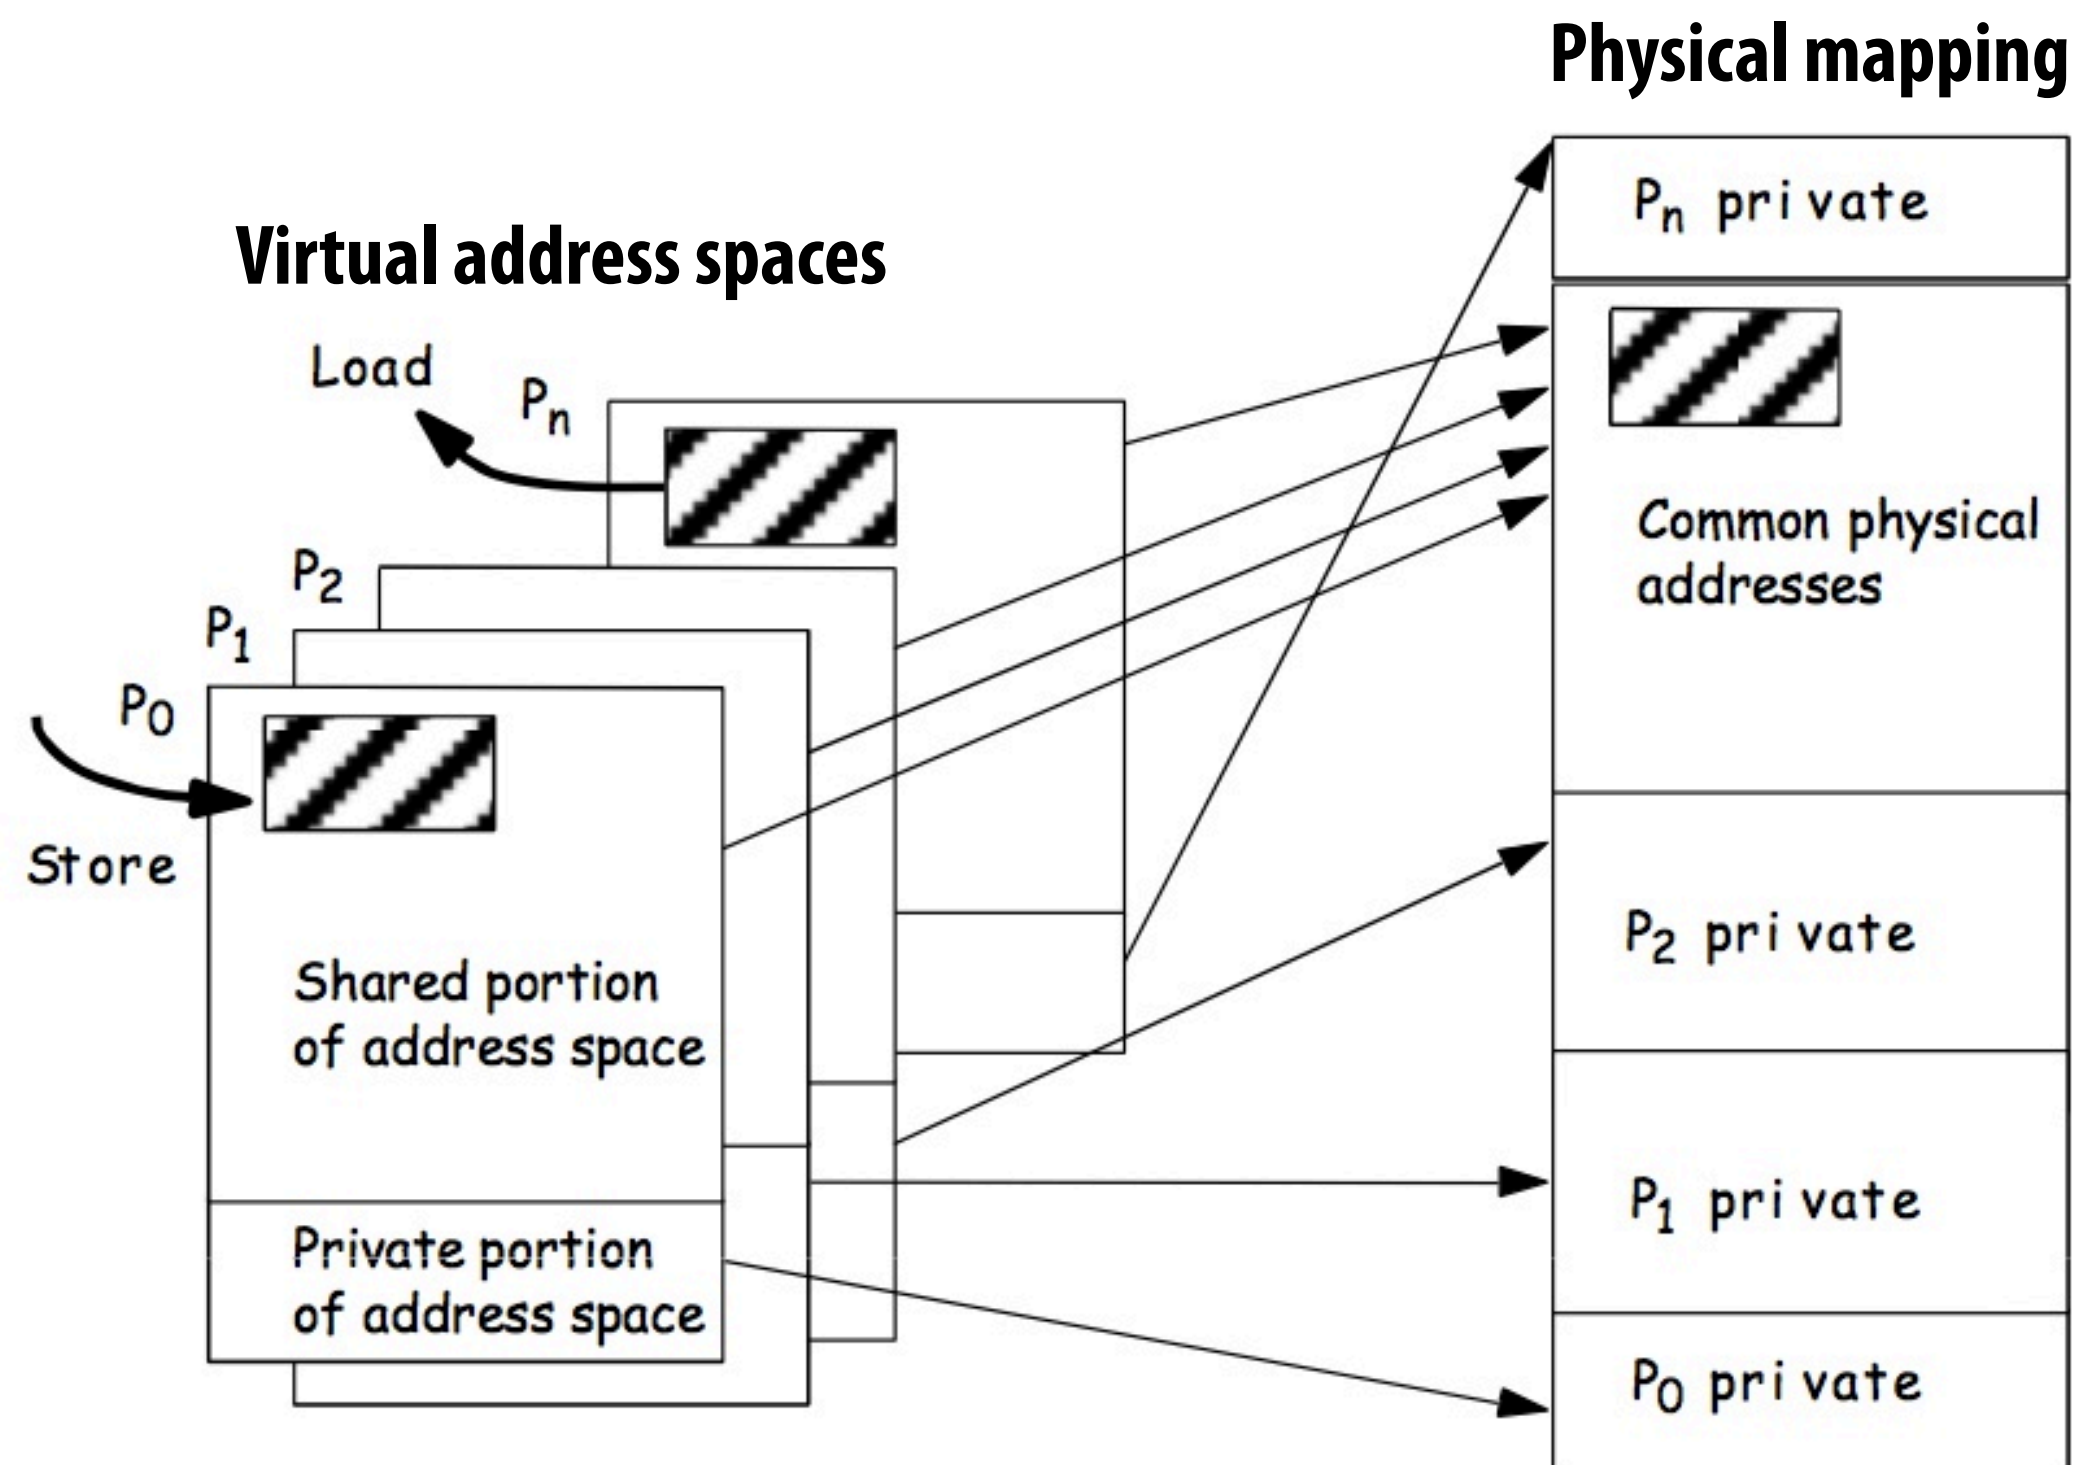 Physical mapping
Pn private
Virtual address spaces
Load
Pn
Common physical
addresses
P2
P1
P0
Store
P2 private
Shared portion
of address space
P1 private
Private portion
of address space
P0 private